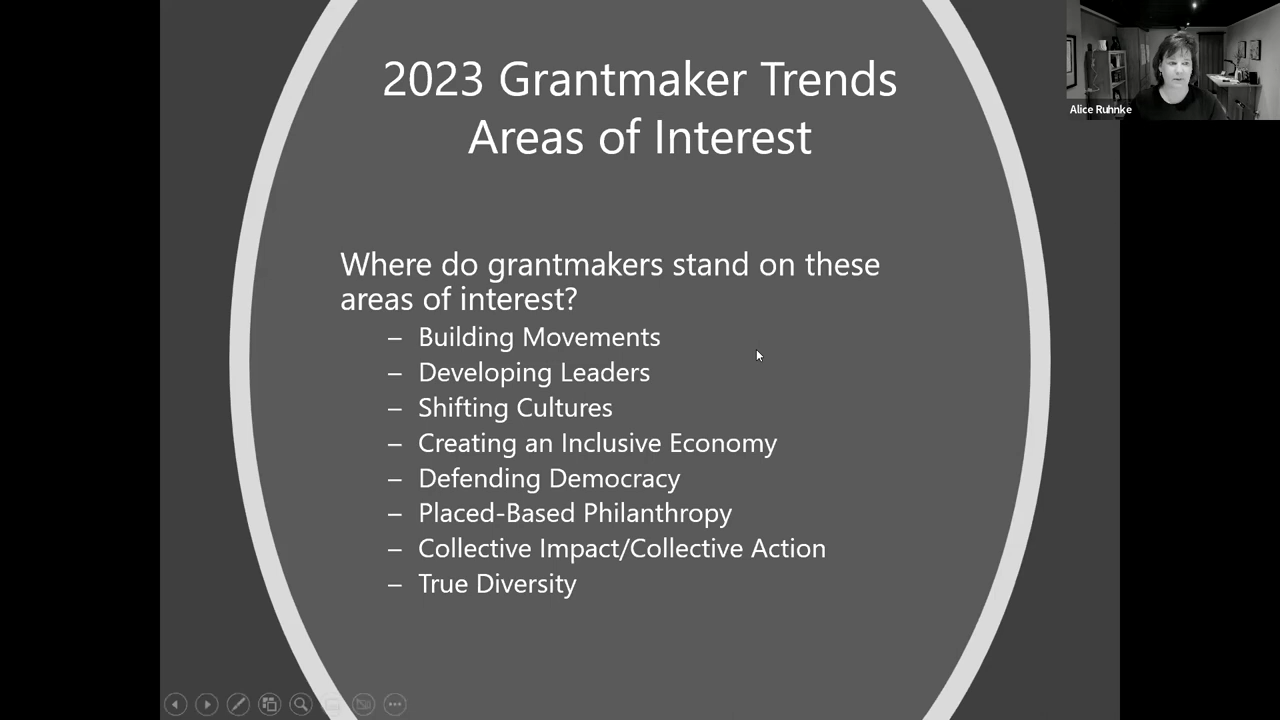 2023 Grantmaker Trends
Areas of Interest
Alice Ruhnke
Where do grantmakers stand on these
areas of interest?
– Building Movements
– Developing Leaders
– Shifting Cultures
– Creating an Inclusive Economy
– Defending Democracy
– Placed-Based Philanthropy
– Collective Impact/Collective Action
– True Diversity